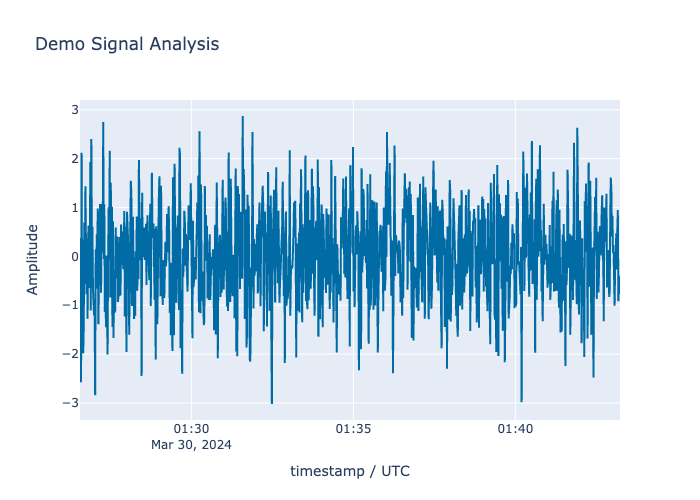 Demo Signal Analysis
3
2
1
0
−1
−2
−3
Amplitude
01:30
01:35
01:40
Mar 30, 2024
timestamp / UTC